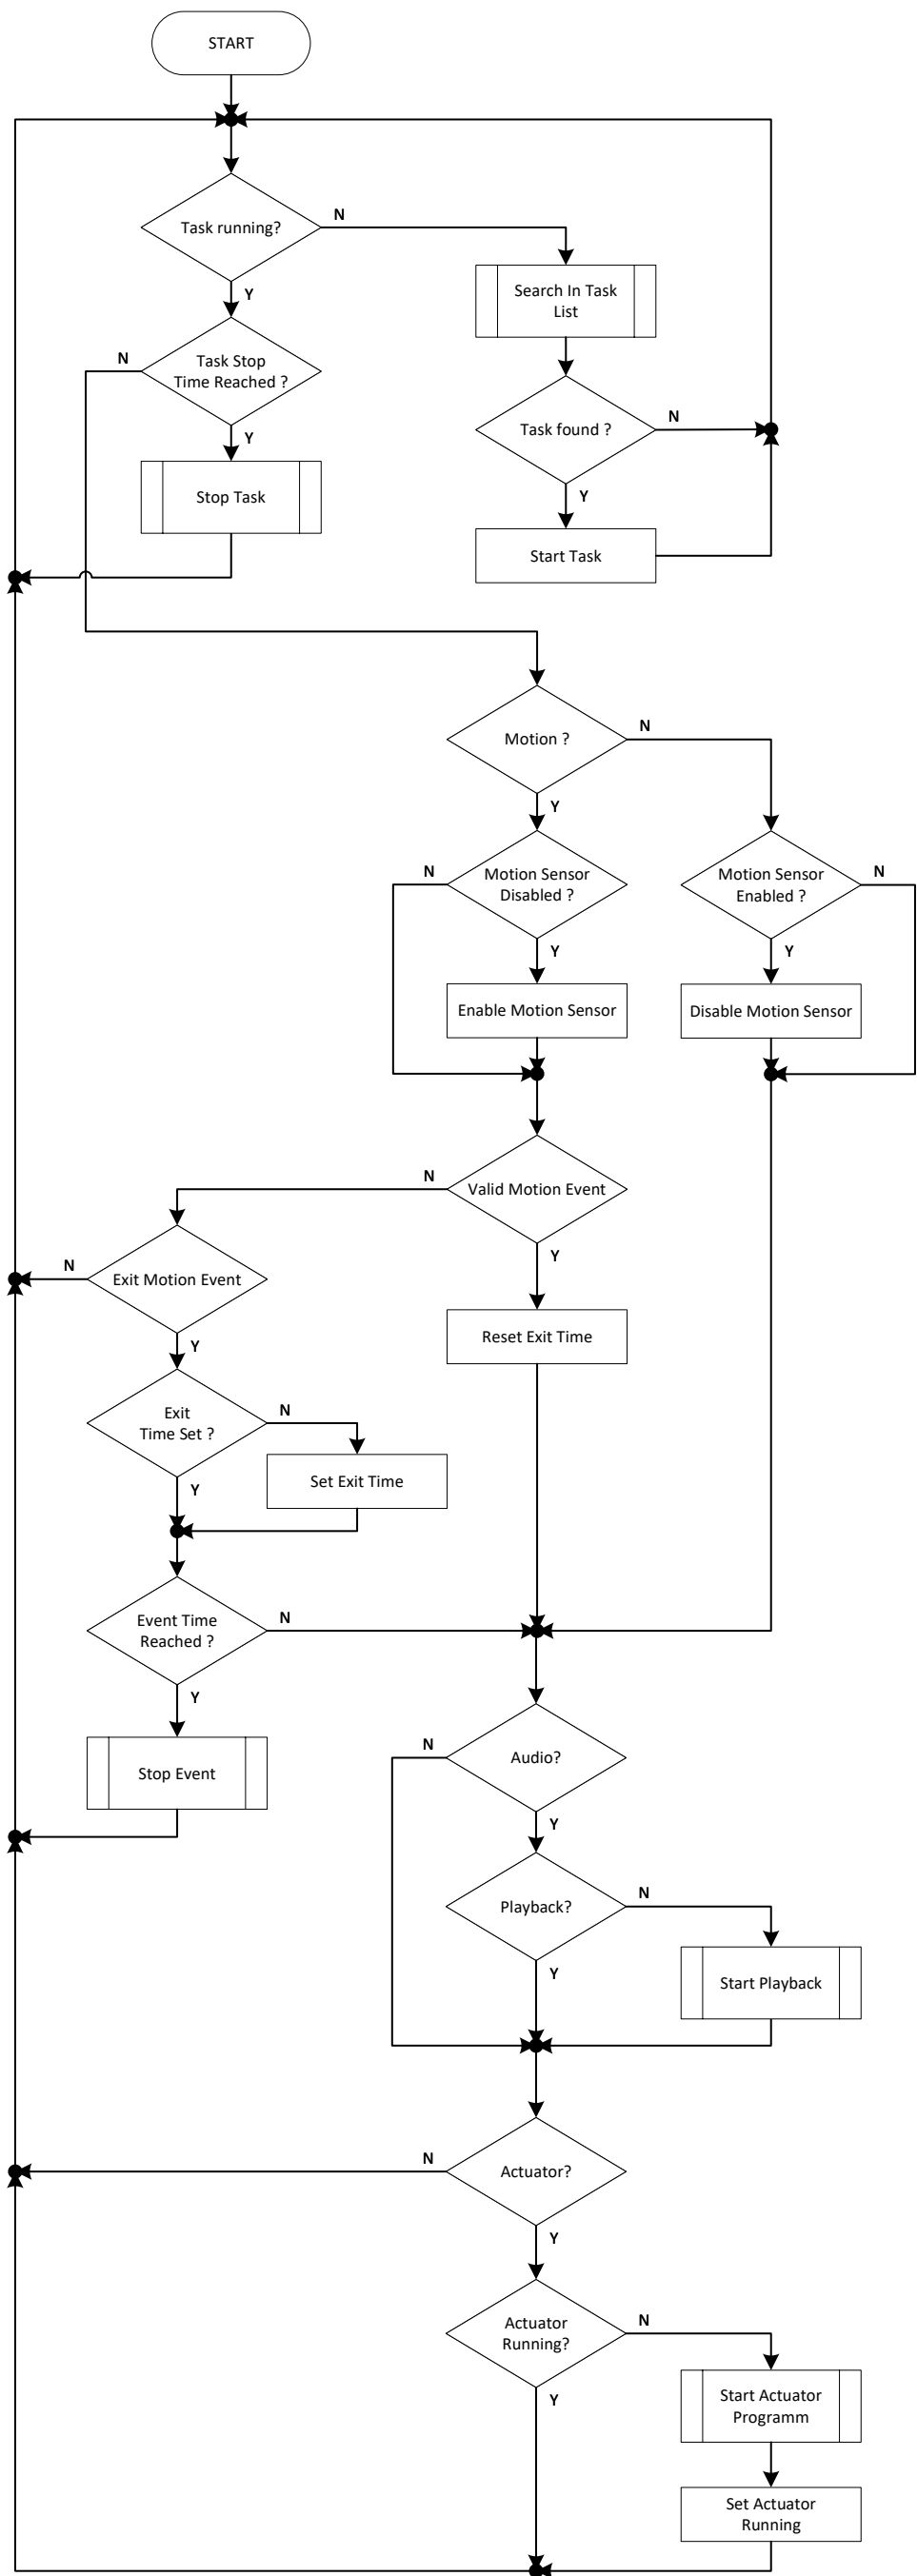 START
Task running?
N
Y
Search In Task
List
Task Stop
Time Reached ?
N
Y
Task found ?
N
Y
Stop Task
Start Task
Motion ?
N
Y
Motion Sensor
Disabled ?
N
Y
Motion Sensor
Enabled ?
N
Y
Enable Motion Sensor
Disable Motion Sensor
Valid Motion Event
N
Y
Exit Motion Event
N
Y
Reset Exit Time
Exit
Time Set ?
N
Y
Set Exit Time
Event Time
Reached ?
N
Y
Stop Event
Audio?
N
Y
Playback?
N
Y
Start Playback
Actuator?
N
Y
Actuator
Running?
N
Y
Start Actuator
Programm
Set Actuator
Running